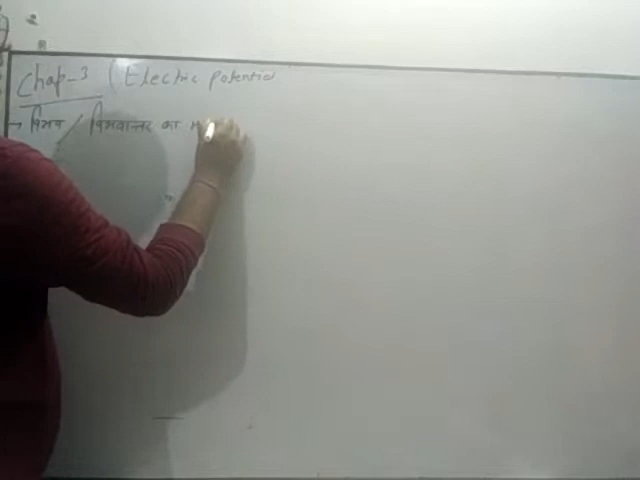 Chap-3 (Electric Potential
→ विभव / विभवान्तर का